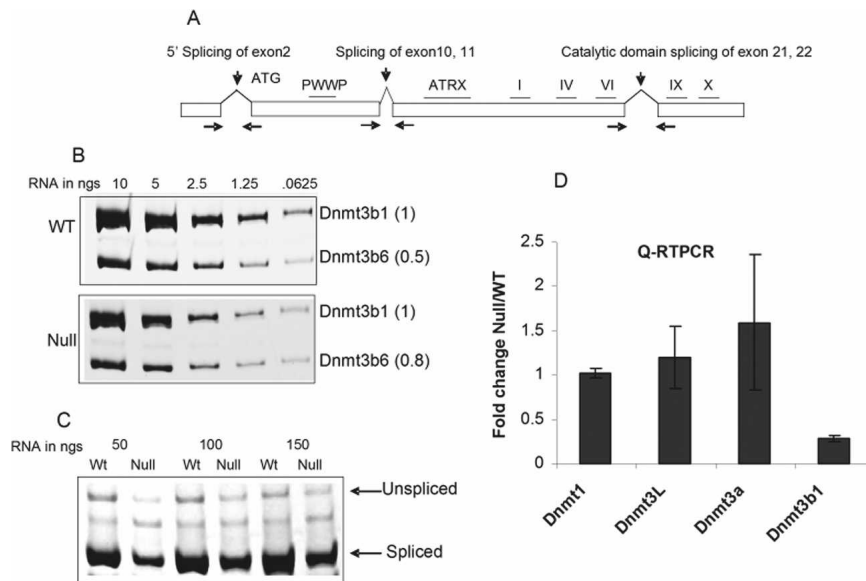 A
5' Splicing of exon2
Splicing of exon10, 11
Catalytic domain splicing of exon 21, 22
ATG
PWWP
ATRX
I
IV
VI
IX
X
B
RNA in ngs 10 5 2.5 1.25 .0625
WT
Dnmt3b1 (1)
Dnmt3b6 (0.5)
Null
Dnmt3b1 (1)
Dnmt3b6 (0.8)
C
RNA in ngs 50 100 150
Wt Null Wt Null Wt Null
Unspliced
Spliced
D
Q-RTPCR
Fold change Null/WT
2.5
2
1.5
1
0.5
0
Dnmt1
Dnmt3L
Dnmt3a
Dnmt3b1